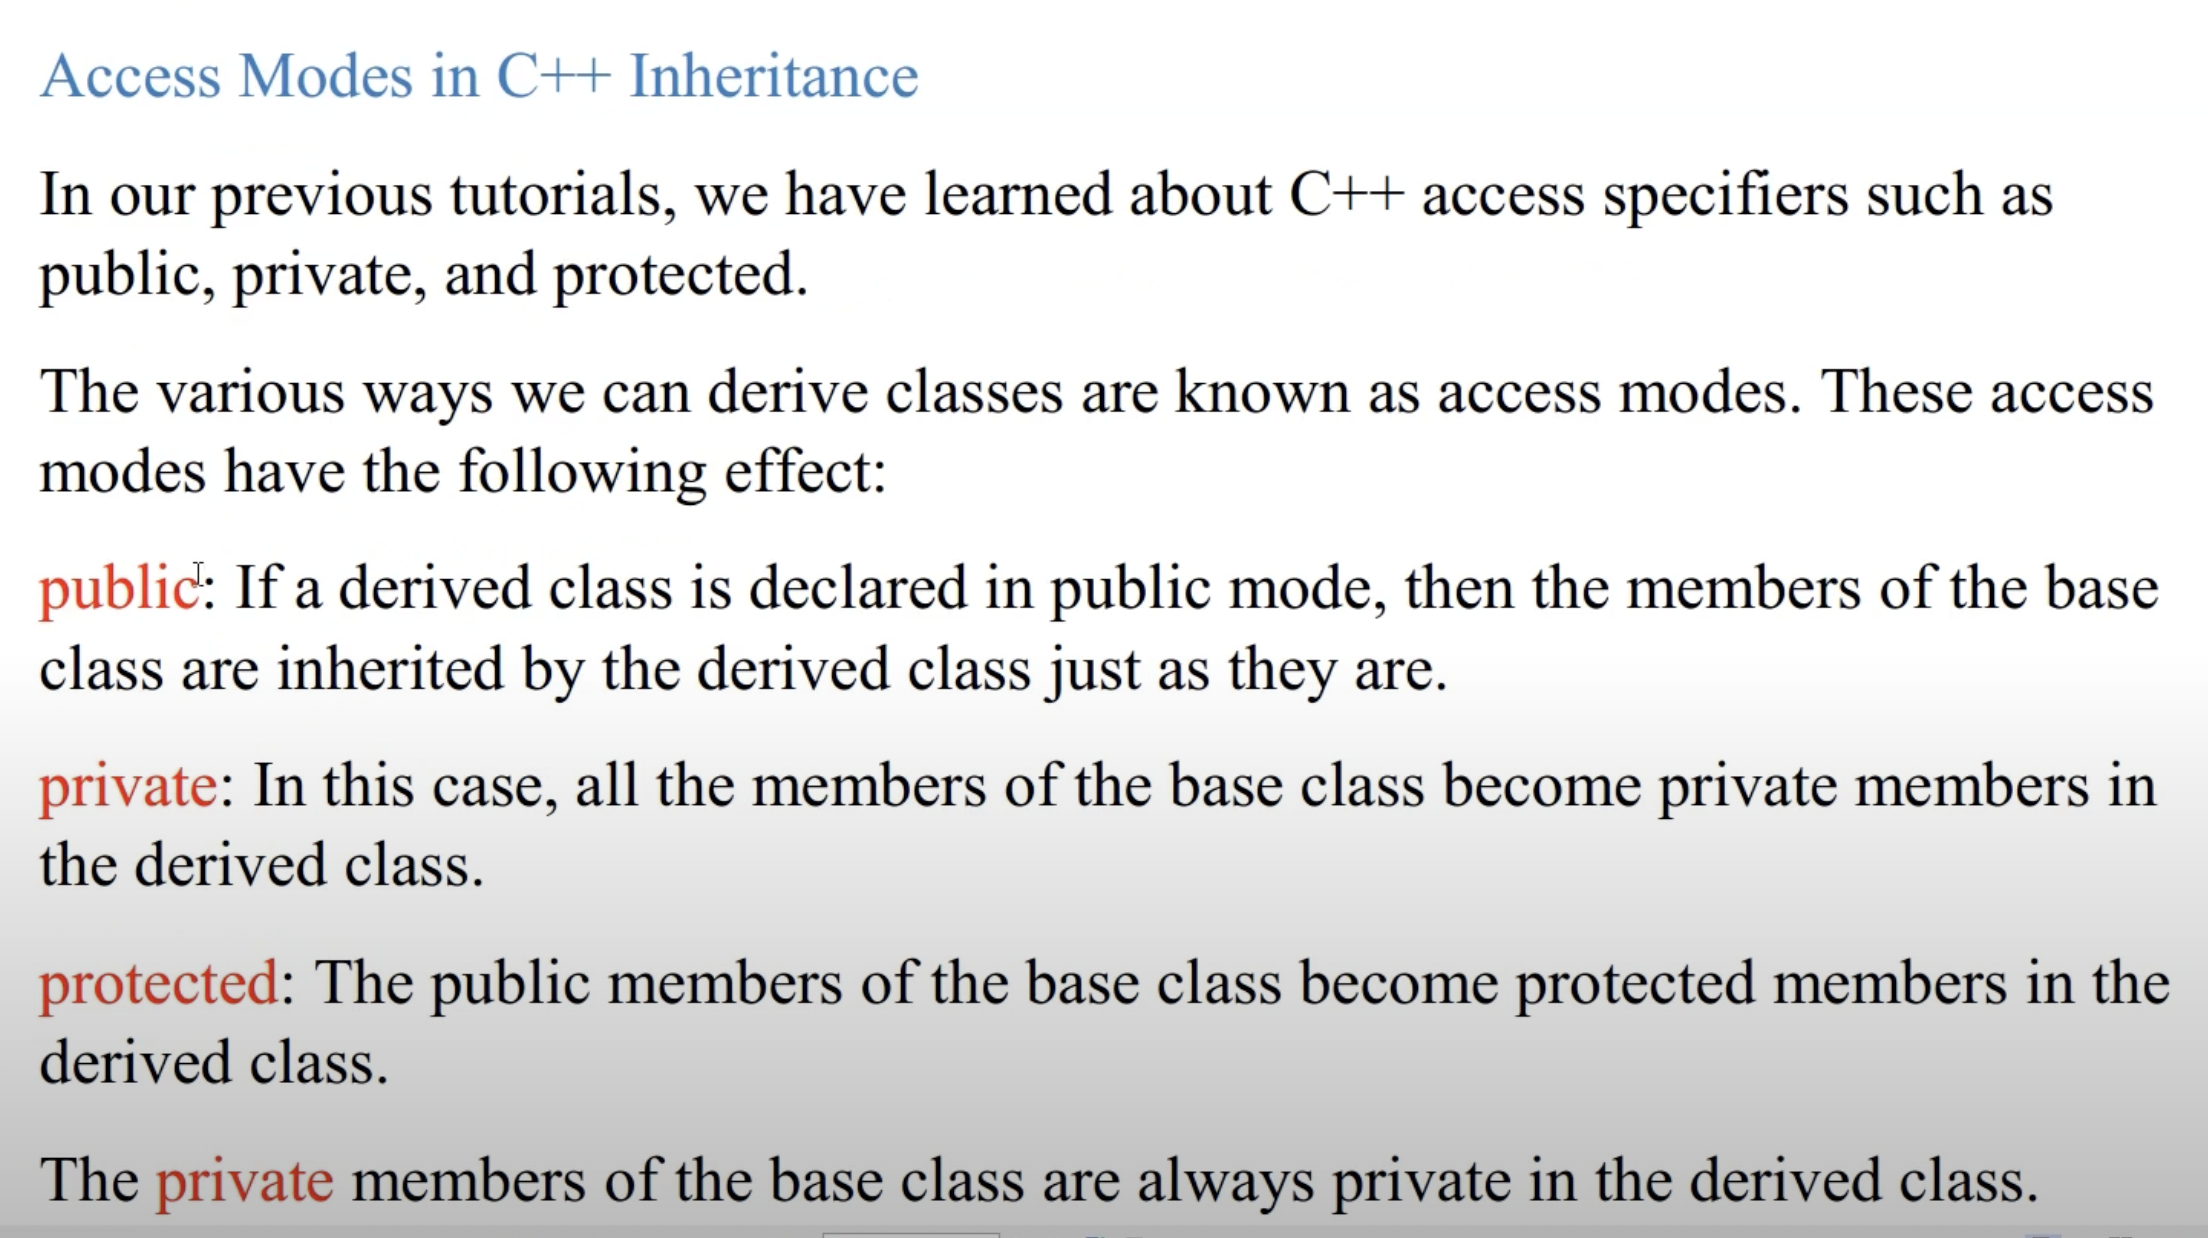 Access Modes in C++ Inheritance
In our previous tutorials, we have learned about C++ access specifiers such as
public, private, and protected.
The various ways we can derive classes are known as access modes. These access
modes have the following effect:
public: If a derived class is declared in public mode, then the members of the base
class are inherited by the derived class just as they are.
private: In this case, all the members of the base class become private members in
the derived class.
protected: The public members of the base class become protected members in the
derived class.
The private members of the base class are always private in the derived class.